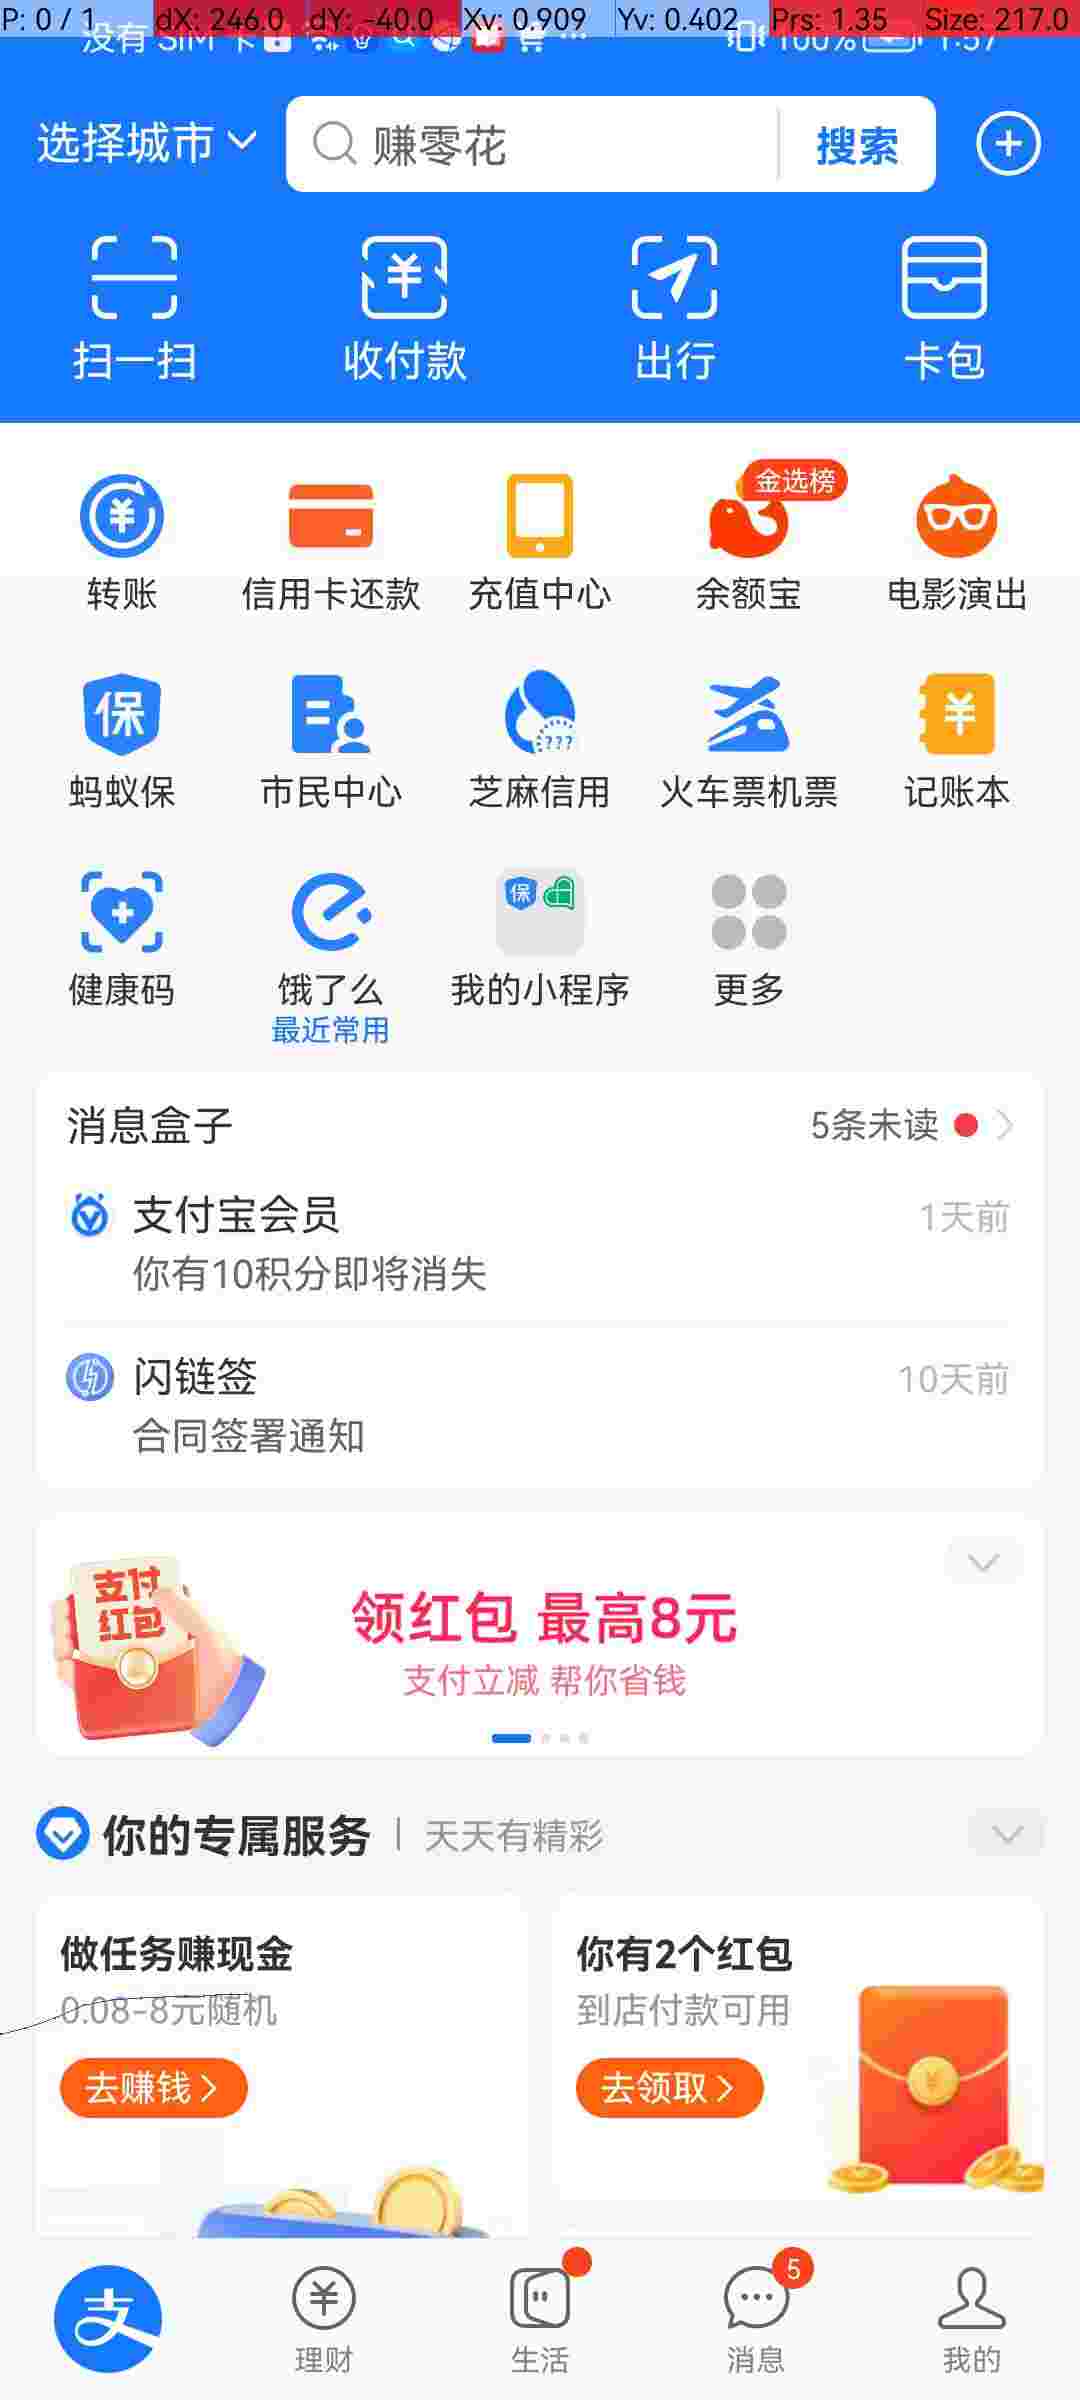 P: 0 / 1 dX: 246.0 dY: -40.0 Xv: 0.909 Yv: 0.402 Prs: 1.35 Size: 217.0
没有 SIM 卡 100% 1:57
选择城市 赚零花 搜索
扫一扫 收付款 出行 卡包
金选榜
转账 信用卡还款 充值中心 余额宝 电影演出
保 ???
蚂蚁保 市民中心 芝麻信用 火车票机票 记账本
保
健康码 饿了么 我的小程序 更多
最近常用
消息盒子 5条未读
支付宝会员 1天前
你有10积分即将消失
闪链签 10天前
合同签署通知
支付
红包
领红包 最高8元
支付立减 帮你省钱
你的专属服务 天天有精彩
做任务赚现金 你有2个红包
0.08-8元随机 到店付款可用
去赚钱 去领取
支 5
理财 生活 消息 我的